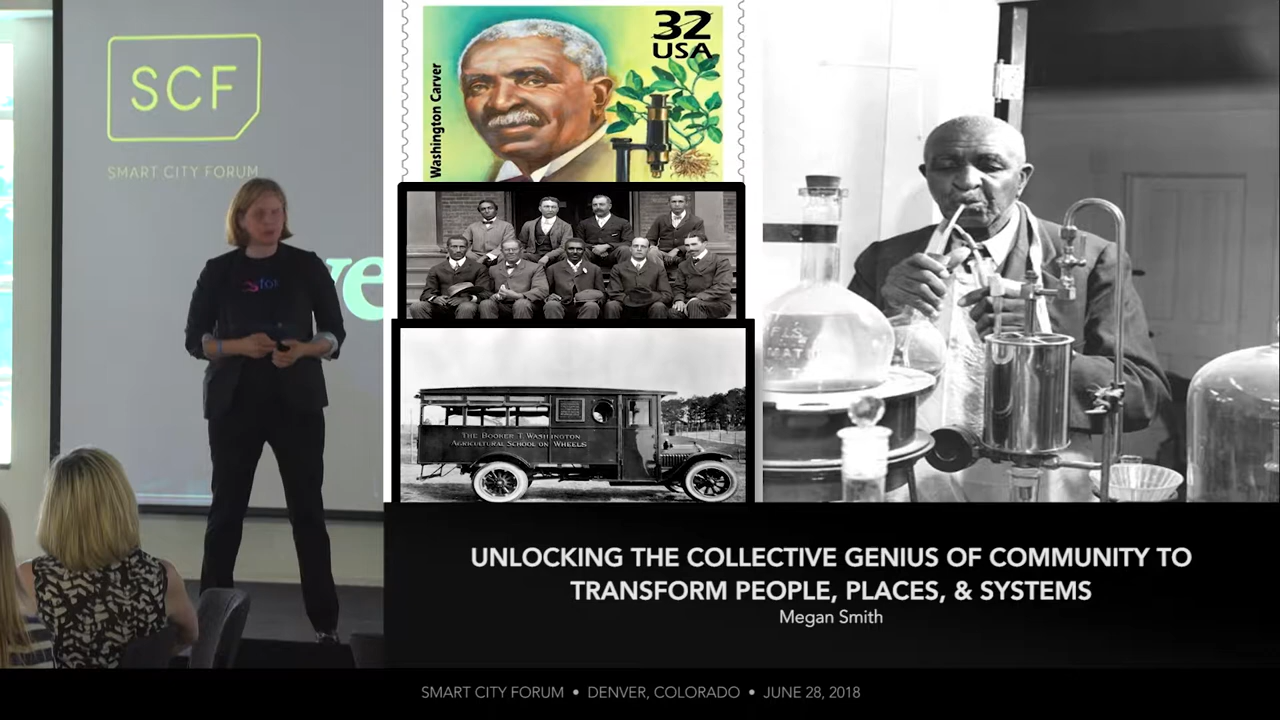 SCF
SMART CITY FORUM
32
USA
Washington Carver
THE BOOKER T. WASHINGTON
AGRICULTURAL SCHOOL ON WHEELS
UNLOCKING THE COLLECTIVE GENIUS OF COMMUNITY TO
TRANSFORM PEOPLE, PLACES, & SYSTEMS
Megan Smith
SMART CITY FORUM • DENVER, COLORADO • JUNE 28, 2018